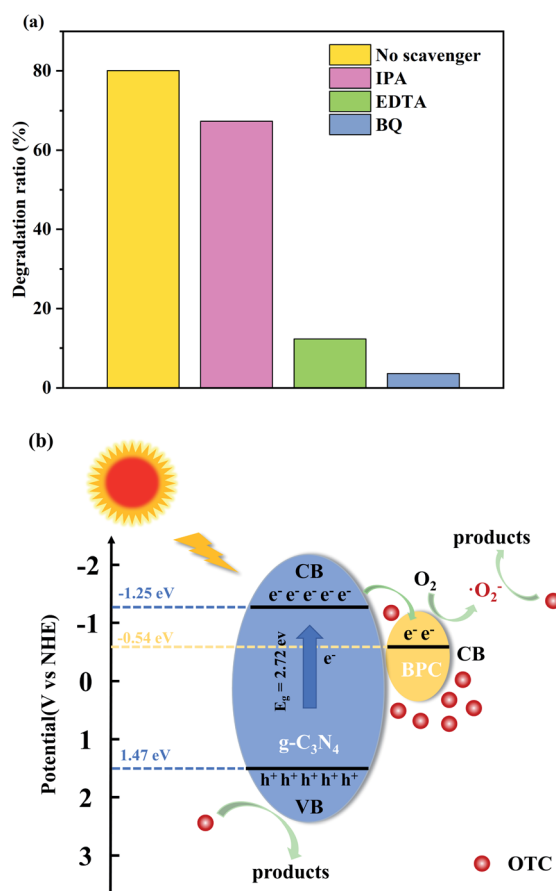 (a)
Degradation ratio (%)
80
60
40
20
0
No scavenger
IPA
EDTA
BQ
(b)
Potential(V vs NHE)
-2
-1
0
1
2
3
-1.25 eV
-0.54 eV
1.47 eV
CB
e⁻ e⁻ e⁻ e⁻ e⁻
E₉ = 2.72 ev
e⁻
g-C₃N₄
h⁺ h⁺ h⁺ h⁺ h⁺
VB
products
O₂
·O₂⁻
products
e⁻ e⁻
CB
BPC
OTC